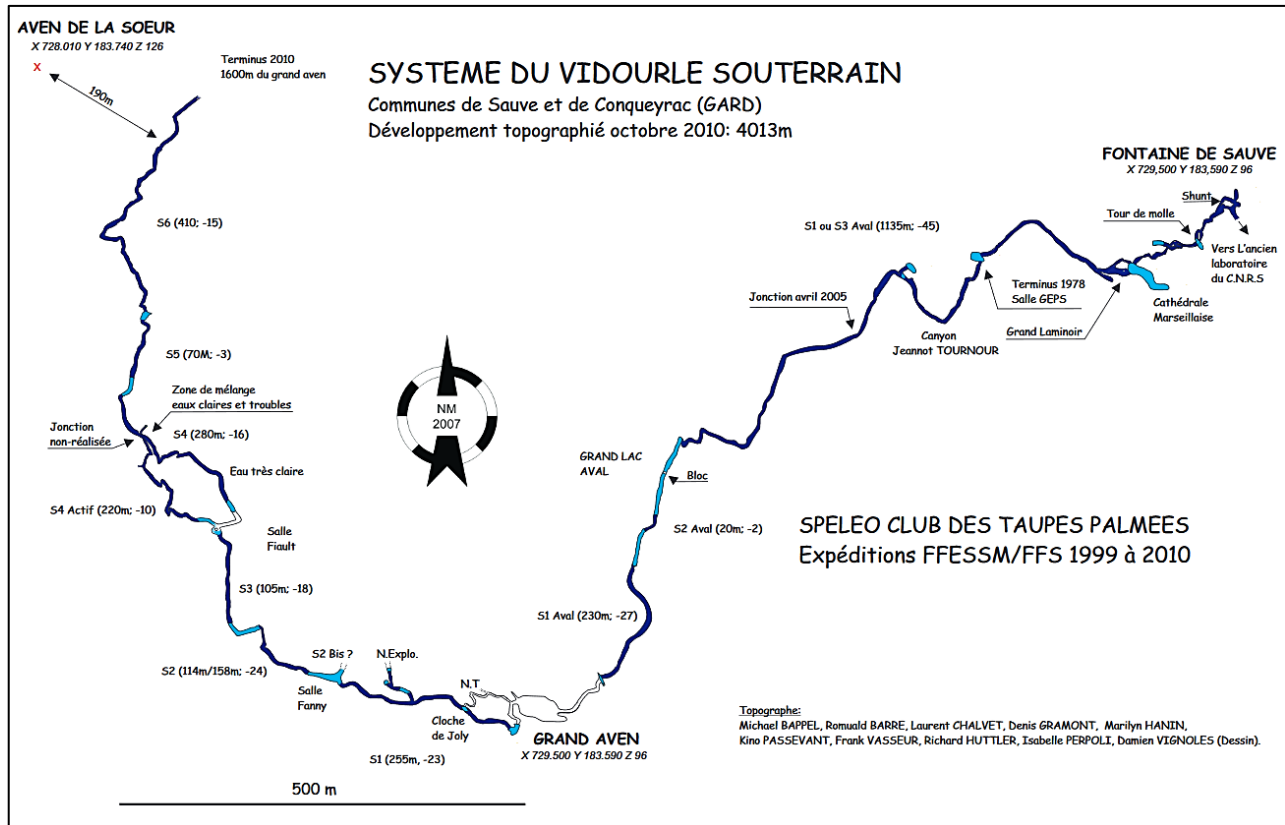 AVEN DE LA SOEUR
X 728.010 Y 183.740 Z 126
X
190m
Terminus 2010
1600m du grand aven
SYSTEME DU VIDOURLE SOUTERRAIN
Communes de Sauve et de Conqueyrac (GARD)
Développement topographié octobre 2010: 4013m
FONTAINE DE SAUVE
X 729,500 Y 183,590 Z 96
Shunt
Tour de molle
Vers L'ancien
laboratoire
du C.N.R.S
S6 (410; -15)
S1 ou S3 Aval (1135m; -45)
Jonction avril 2005
Terminus 1978
Salle GEPS
Grand Laminoir
Cathédrale
Marseillaise
Canyon
Jeannot TOURNOUR
S5 (70M; -3)
Zone de mélange
eaux claires et troubles
Jonction
non-réalisée
S4 (280m; -16)
Eau très claire
S4 Actif (220m; -10)
Salle
Fiault
NM
2007
GRAND LAC
AVAL
Bloc
S2 Aval (20m; -2)
SPELEO CLUB DES TAUPES PALMEES
Expéditions FFESSM/FFS 1999 à 2010
S3 (105m; -18)
S1 Aval (230m; -27)
S2 (114m/158m; -24)
S2 Bis ?
N.Explo.
Salle
Fanny
N.T
Cloche
de Joly
GRAND AVEN
X 729.500 Y 183.590 Z 96
S1 (255m, -23)
500 m
Topographe:
Michael BAPPEL, Romuald BARRE, Laurent CHALVET, Denis GRAMONT, Marilyn HANIN,
Kino PASSEVANT, Frank VASSEUR, Richard HUTTLER, Isabelle PERPOLI, Damien VIGNOLES (Dessin).